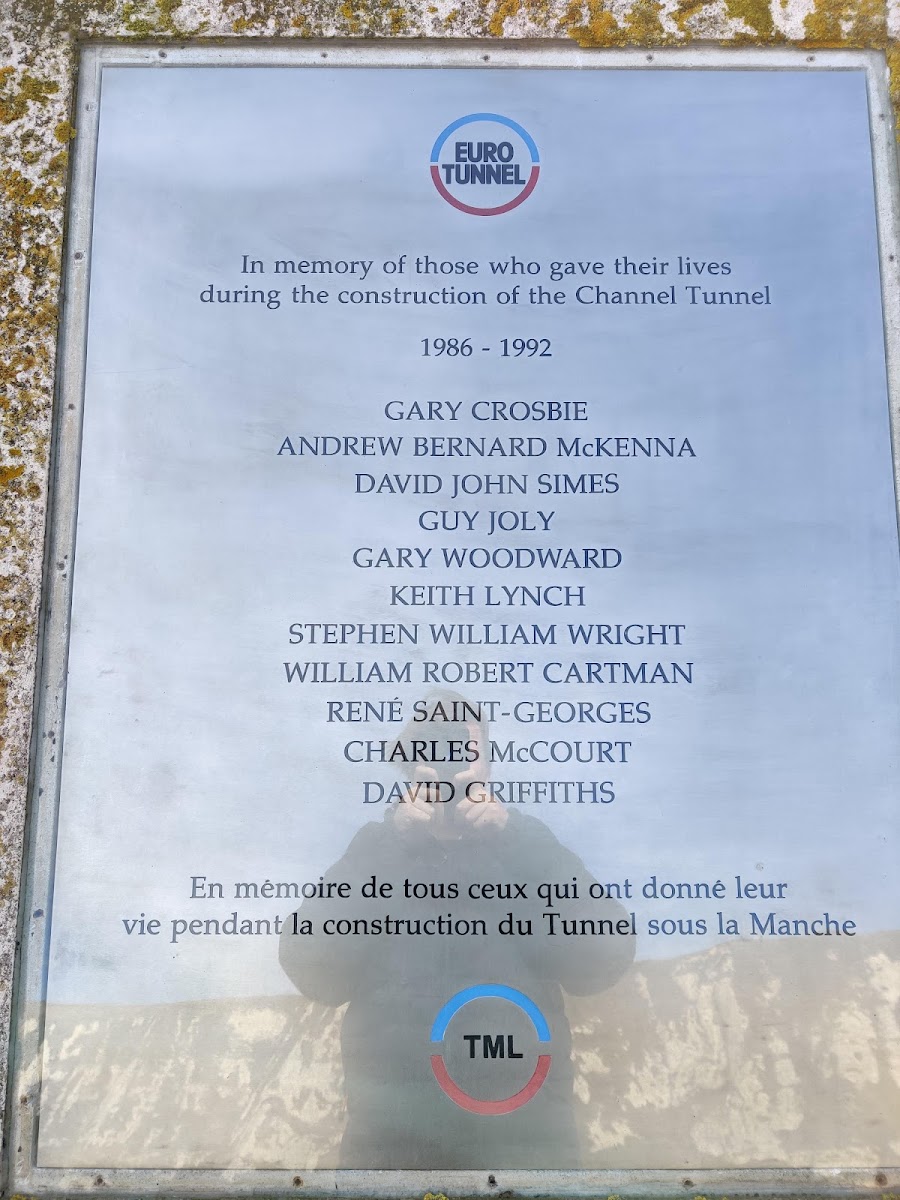 EURO
TUNNEL
In memory of those who gave their lives
during the construction of the Channel Tunnel
1986 - 1992
GARY CROSBIE
ANDREW BERNARD McKENNA
DAVID JOHN SIMES
GUY JOLY
GARY WOODWARD
KEITH LYNCH
STEPHEN WILLIAM WRIGHT
WILLIAM ROBERT CARTMAN
RENÉ SAINT-GEORGES
CHARLES McCOURT
DAVID GRIFFITHS
En mémoire de tous ceux qui ont donné leur
vie pendant la construction du Tunnel sous la Manche
TML